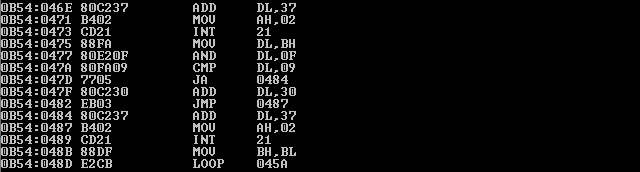 0B54:046E 80C237 ADD DL,37
0B54:0471 B402 MOV AH,02
0B54:0473 CD21 INT 21
0B54:0475 88FA MOV DL,BH
0B54:0477 80E20F AND DL,0F
0B54:047A 80FA09 CMP DL,09
0B54:047D 7705 JA 0484
0B54:047F 80C230 ADD DL,30
0B54:0482 EB03 JMP 0487
0B54:0484 80C237 ADD DL,37
0B54:0487 B402 MOV AH,02
0B54:0489 CD21 INT 21
0B54:048B 88DF MOV BH,BL
0B54:048D E2CB LOOP 045A